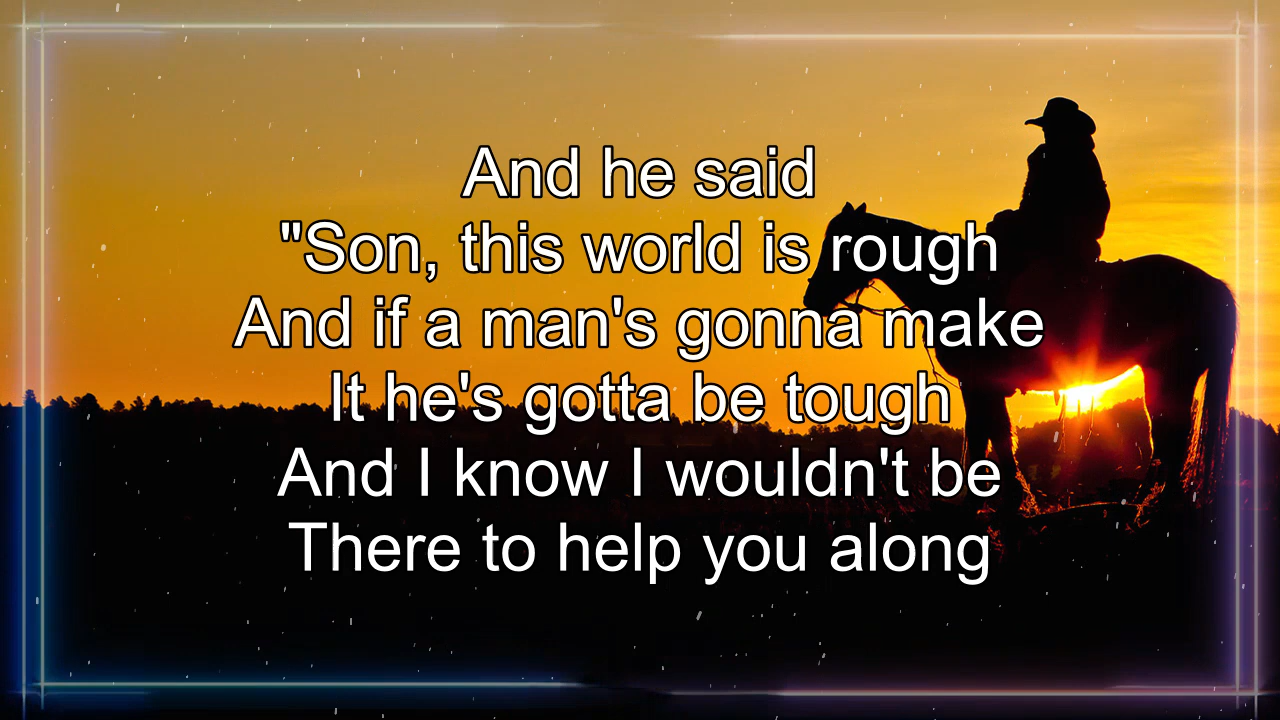 And he said
"Son, this world is rough
And if a man's gonna make
It he's gotta be tough
And I know I wouldn't be
There to help you along